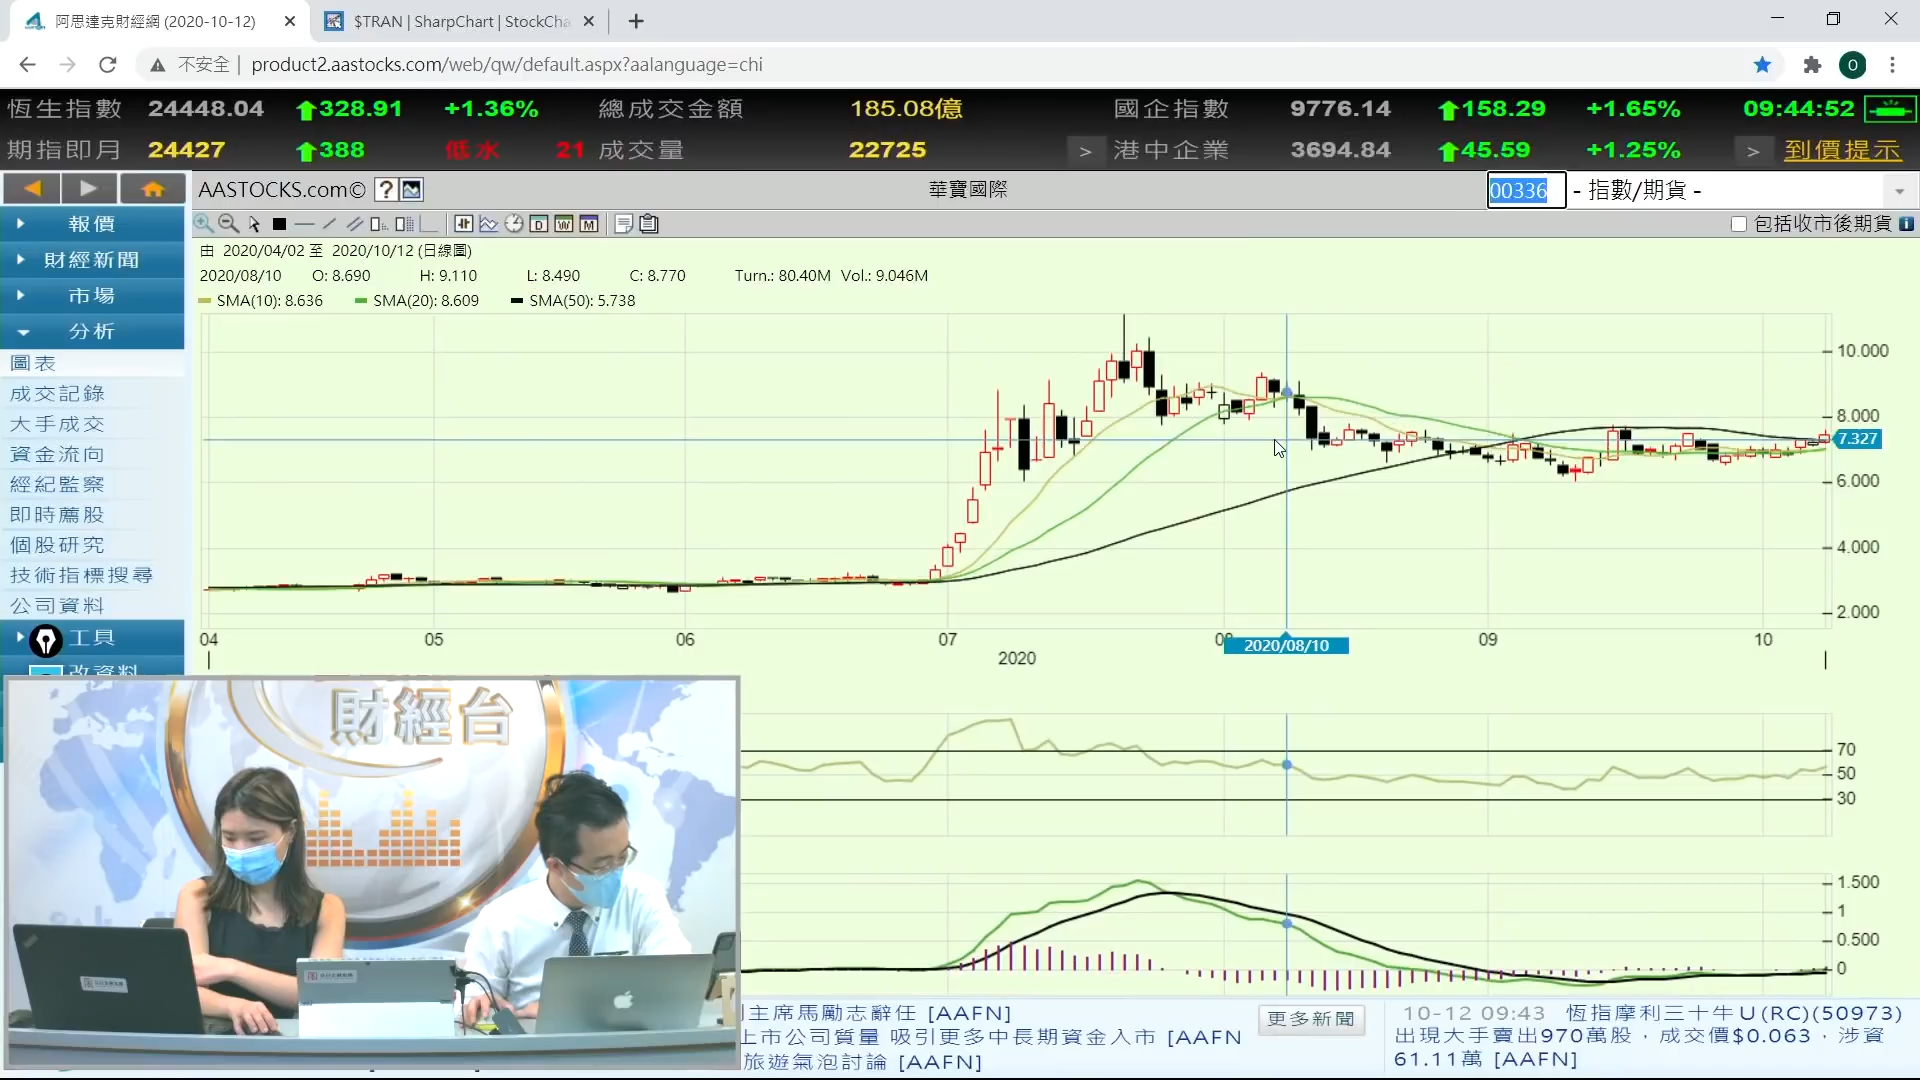 阿思達克財經網 (2020-10-12)
$TRAN | SharpChart | StockCha
不安全 | product2.aastocks.com/web/qw/default.aspx?aalanguage=chi
恆生指數 24448.04 328.91 +1.36% 總成交金額 185.08億 國企指數 9776.14 158.29 +1.65% 09:44:52
期指即月 24427 388 低水 21 成交量 22725 > 港中企業 3694.84 45.59 +1.25% > 到價提示
AASTOCKS.com© ? 華寶國際 00336 - 指數/期貨 -
D W M 包括收市後期貨 i
報價
財經新聞
市場
分析
圖表
成交記錄
大手成交
資金流向
經紀監察
即時薦股
個股研究
技術指標搜尋
公司資料
工具
改資料
由 2020/04/02 至 2020/10/12 (日線圖)
2020/08/10 O: 8.690 H: 9.110 L: 8.490 C: 8.770 Turn.: 80.40M Vol.: 9.046M
SMA(10): 8.636 SMA(20): 8.609 SMA(50): 5.738
10.000
8.000
7.327
6.000
4.000
2.000
04 05 06 07 09 10
2020/08/10
2020
70
50
30
1.500
1
0.500
0
財經台
主席馬勵志辭任 [AAFN]
上市公司質量 吸引更多中長期資金入市 [AAFN
旅遊氣泡討論 [AAFN]
更多新聞
10-12 09:43 恆指摩利三十牛U(RC)(50973)
出現大手賣出970萬股，成交價$0.063，涉資
61.11萬 [AAFN]